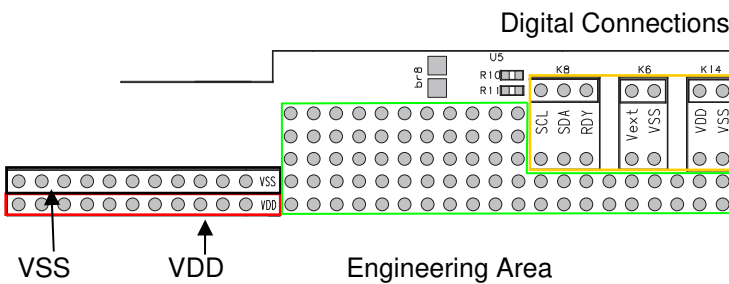 Digital Connections
U5
br8
R10
R11
K8
K6
K14
SCL
SDA
RDY
Vext
VSS
VDD
VSS
VSS
VDD
VSS
VDD
Engineering Area